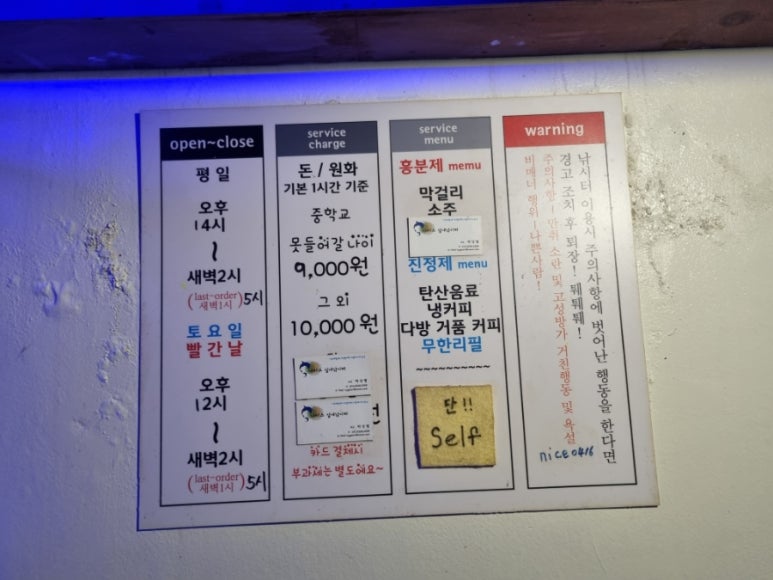 open~close
평 일
오후
14시
~
새벽2시
(last-order 새벽1시) 5시
토 요 일
빨 간 날
오후
12시
~
새벽2시
(last-order 새벽1시) 5시
service
charge
돈 / 원화
기본 1시간 기준
중학교
못들어갈 나이
9,000원
그 외
10,000 원
원
카드 결제시
부과세는 별도예요~
service
menu
흥분제 memu
막걸리
소주
진정제 menu
탄산음료
냉커피
다방 거품 커피
무한리필
~~~~~~~~~~
단!!
Self
warning
낚시터 이용시 주의사항에 벗어난 행동을 한다면
경고 조치 후 퇴장! 퉤퉤퉤!
주의사항-! 만취 소란 및 고성방가 거친행동 및 욕설
비매너 행위-! 나쁜사람!
nice0416